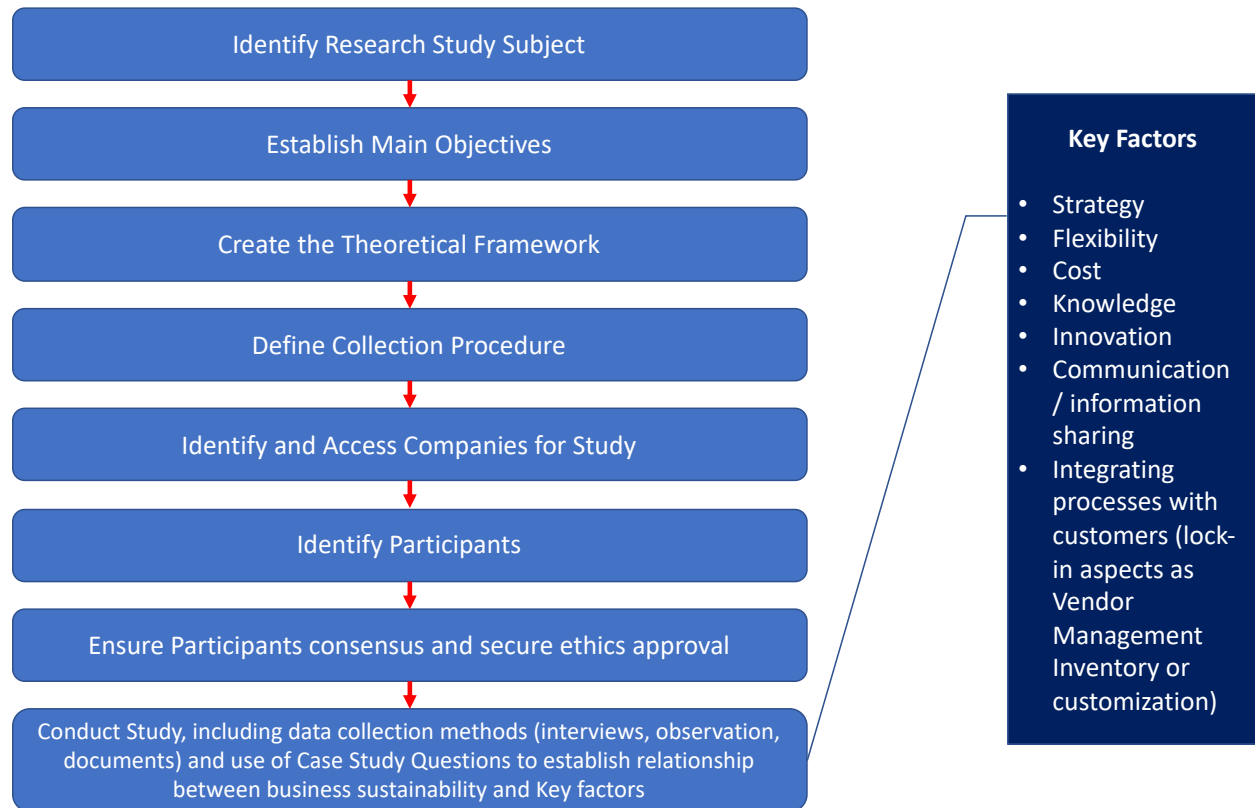 Identify Research Study Subject
Establish Main Objectives
Create the Theoretical Framework
Define Collection Procedure
Identify and Access Companies for Study
Identify Participants
Ensure Participants consensus and secure ethics approval
Conduct Study, including data collection methods (interviews, observation,
documents) and use of Case Study Questions to establish relationship
between business sustainability and Key factors
Key Factors
• Strategy
• Flexibility
• Cost
• Knowledge
• Innovation
• Communication
/ information
sharing
• Integrating
processes with
customers (lock-
in aspects as
Vendor
Management
Inventory or
customization)